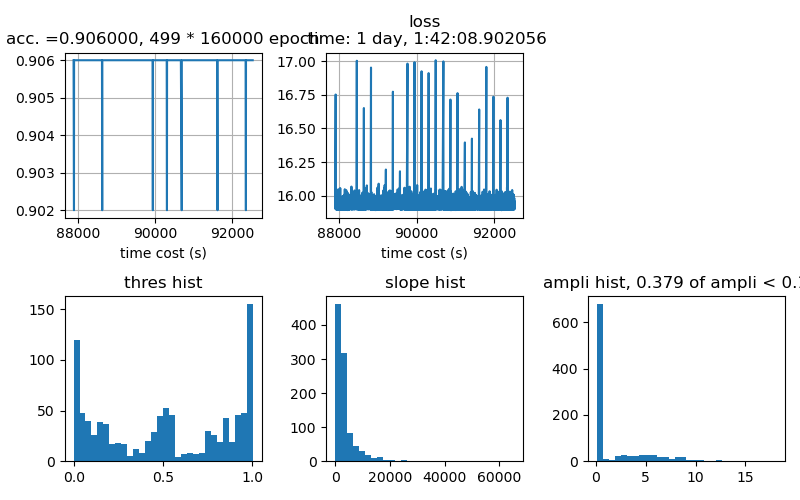 acc. =0.906000, 499 * 160000 epoch
loss
time: 1 day, 1:42:08.902056
0.906
0.905
0.904
0.903
0.902
88000 90000 92000
time cost (s)
17.00
16.75
16.50
16.25
16.00
88000 90000 92000
time cost (s)
thres hist
150
100
50
0
0.0 0.5 1.0
slope hist
400
300
200
100
0
0 20000 40000 60000
ampli hist, 0.379 of ampli < 0.1
600
400
200
0
0 5 10 15